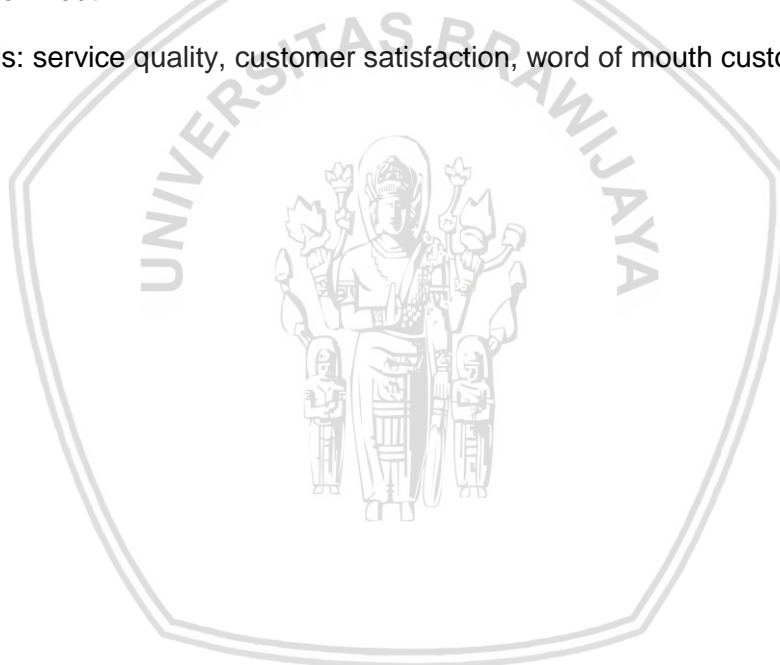 s: service quality, customer satisfaction, word of mouth custo
UNIVERSITAS BRAWIJAYA